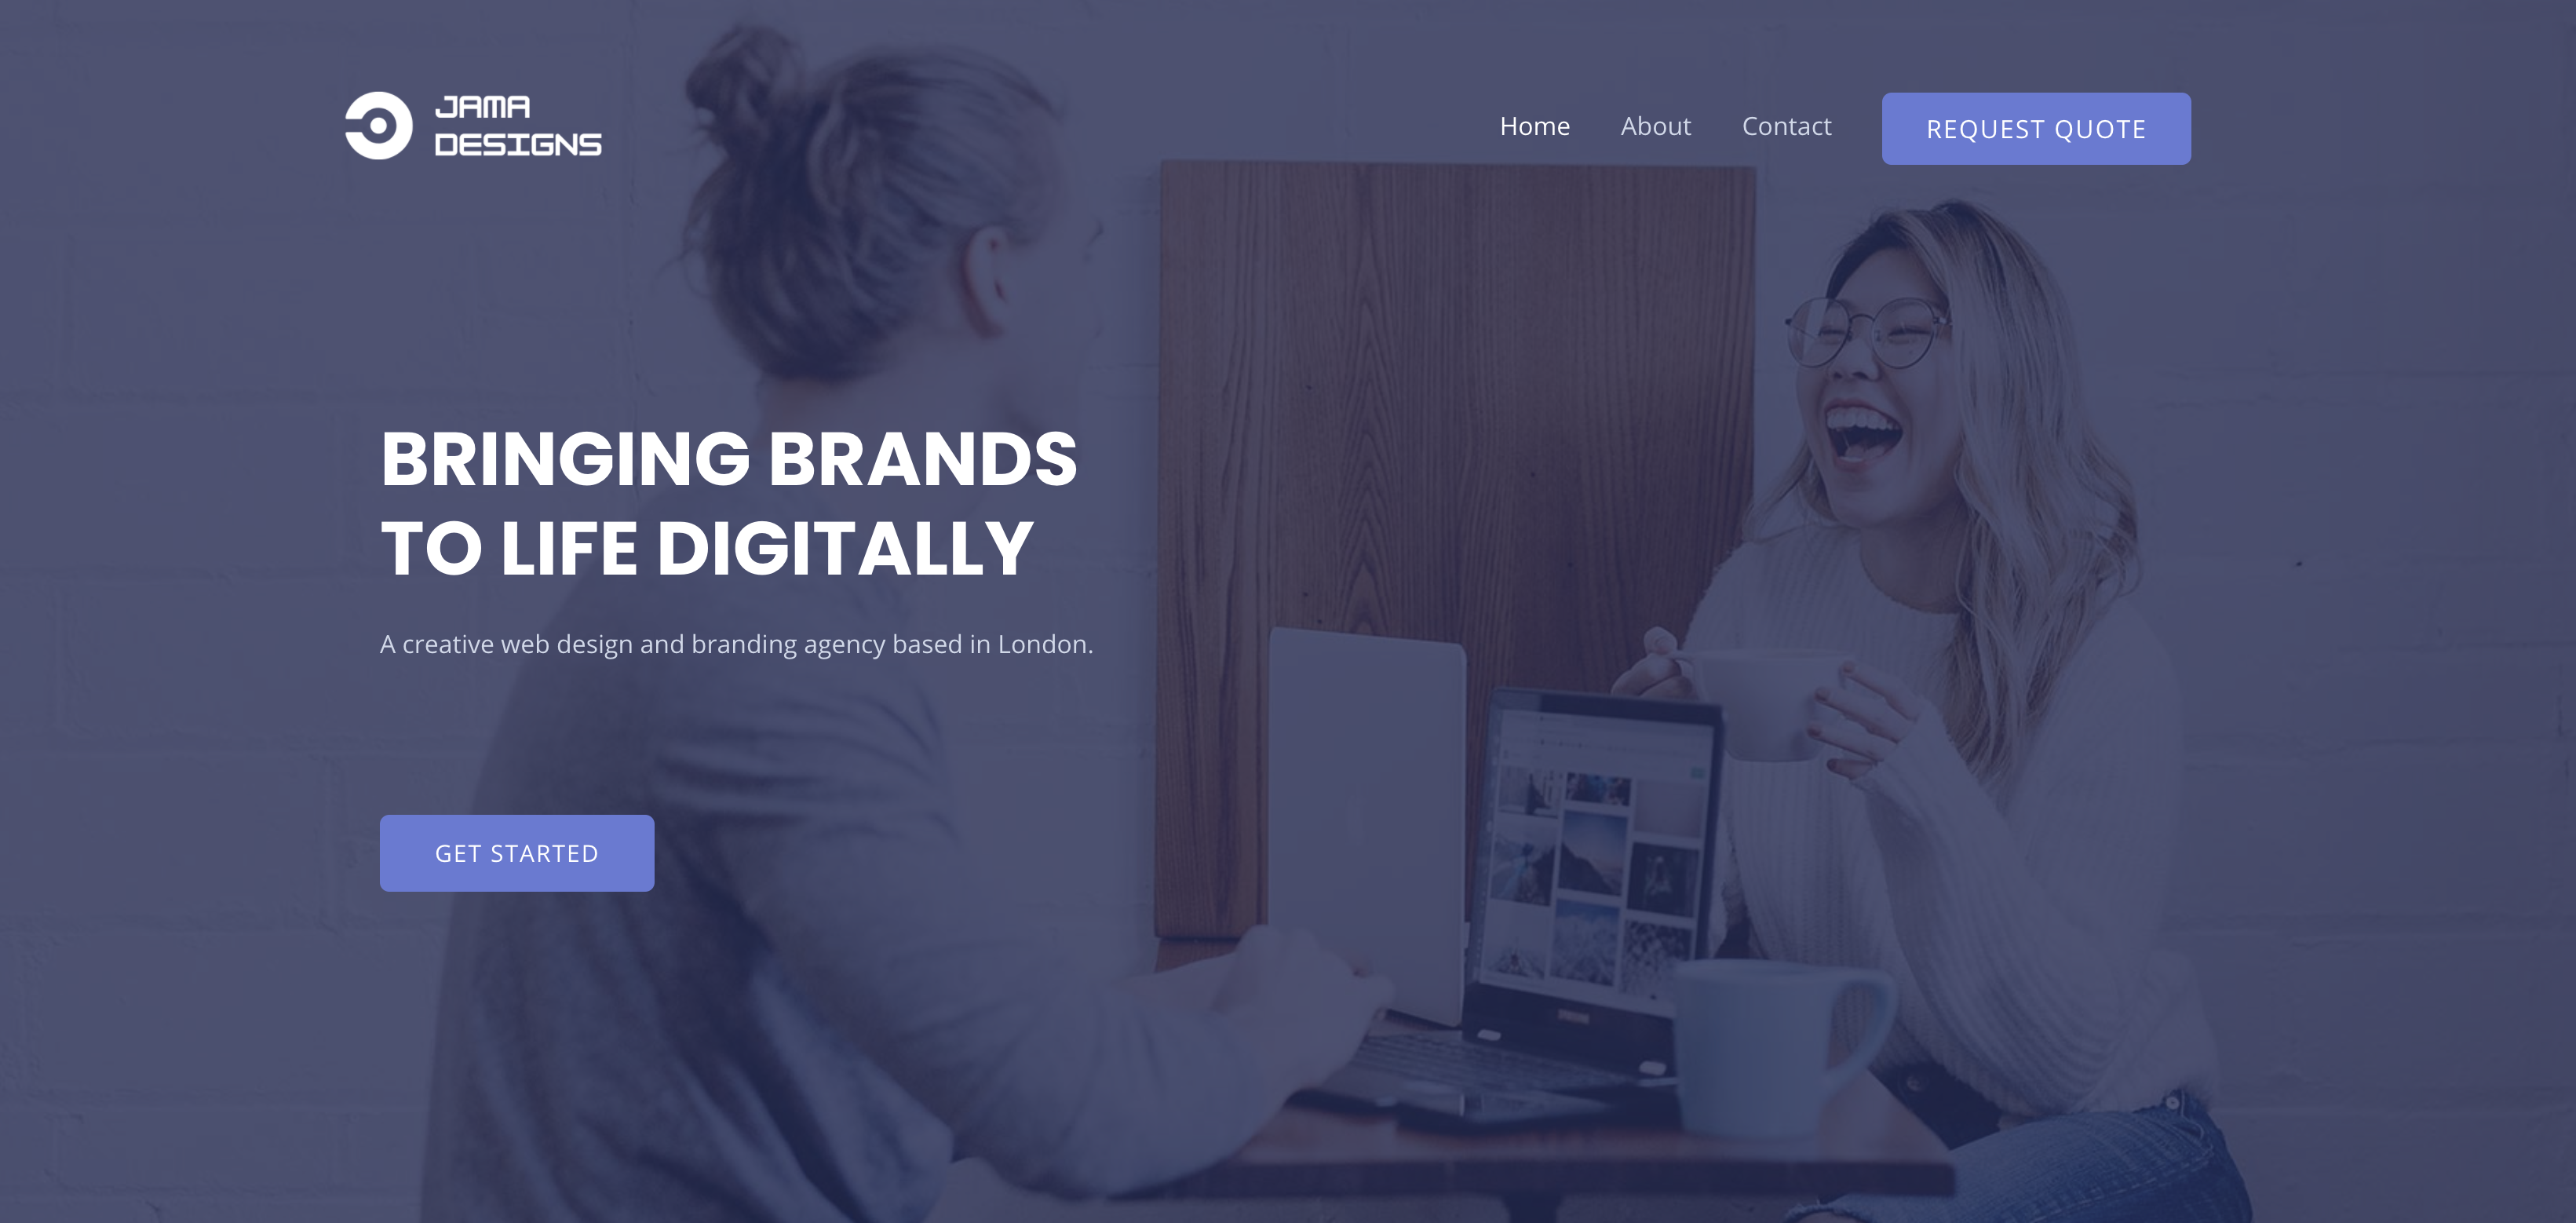 JAMA
DESIGNS
Home About Contact REQUEST QUOTE
BRINGING BRANDS
TO LIFE DIGITALLY
A creative web design and branding agency based in London.
GET STARTED